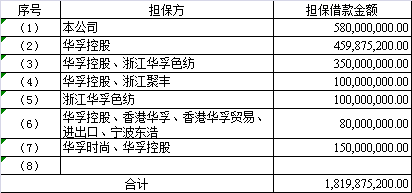 序号 担保方 担保借款金额
(1) 本公司 580,000,000.00
(2) 华孚控股 459,875,200.00
(3) 华孚控股、浙江华孚色纺 350,000,000.00
(4) 华孚控股、浙江聚丰 100,000,000.00
(5) 浙江华孚色纺 100,000,000.00
(6) 华孚控股、香港华孚、香港华孚贸易、
进出口、宁波东浩 80,000,000.00
(7) 华孚时尚、华孚控股 150,000,000.00
(8)
合计 1,819,875,200.00